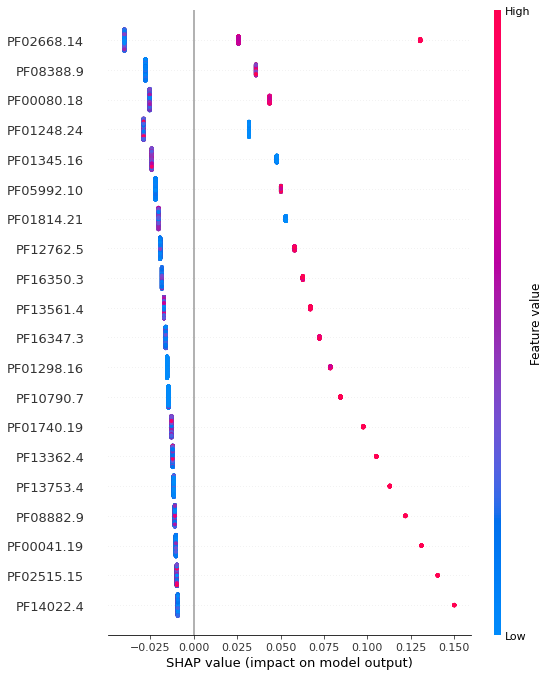 High
PF02668.14
PF08388.9
PF00080.18
PF01248.24
PF01345.16
PF05992.10
PF01814.21
PF12762.5
PF16350.3
PF13561.4
PF16347.3
PF01298.16
PF10790.7
PF01740.19
PF13362.4
PF13753.4
PF08882.9
PF00041.19
PF02515.15
PF14022.4
Feature value
Low
−0.025 0.000 0.025 0.050 0.075 0.100 0.125 0.150
SHAP value (impact on model output)